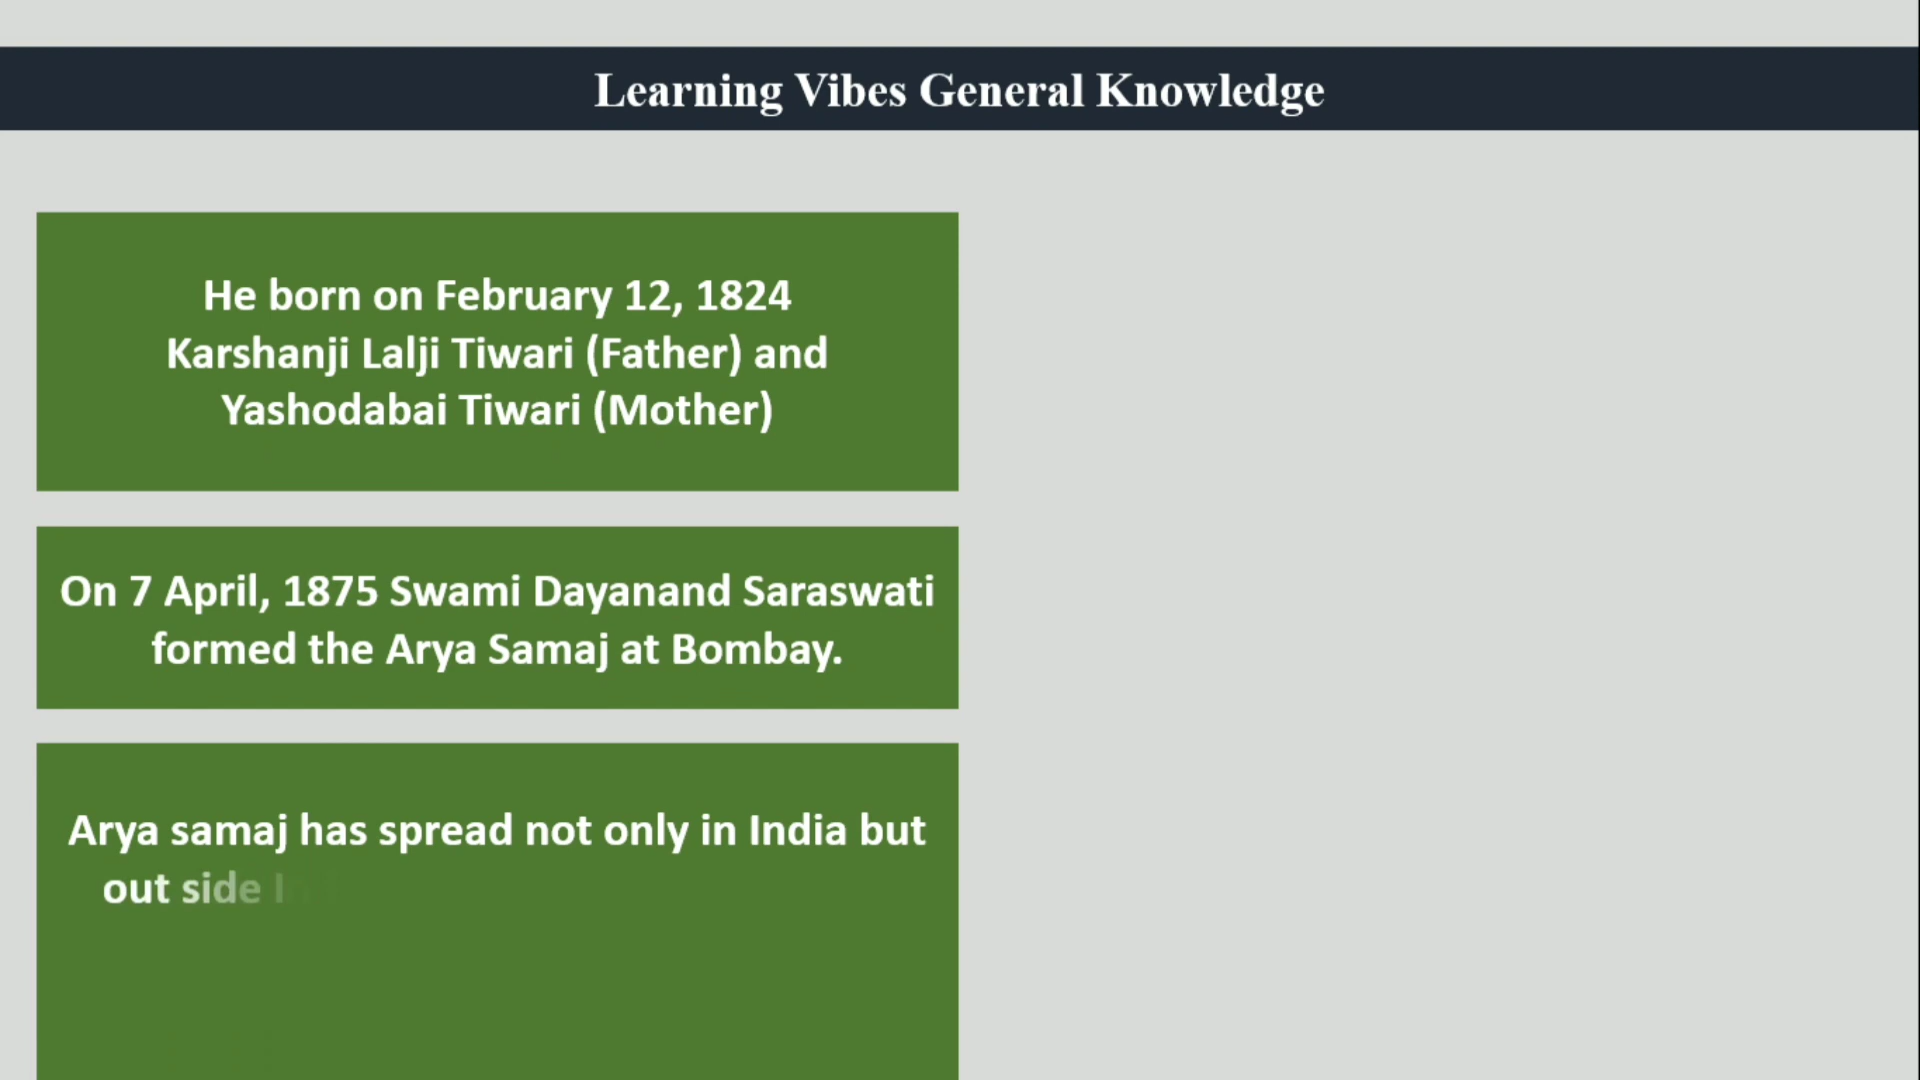 Learning Vibes General Knowledge
He born on February 12, 1824
Karshanji Lalji Tiwari (Father) and
Yashodabai Tiwari (Mother)
On 7 April, 1875 Swami Dayanand Saraswati
formed the Arya Samaj at Bombay.
Arya samaj has spread not only in India but
out side